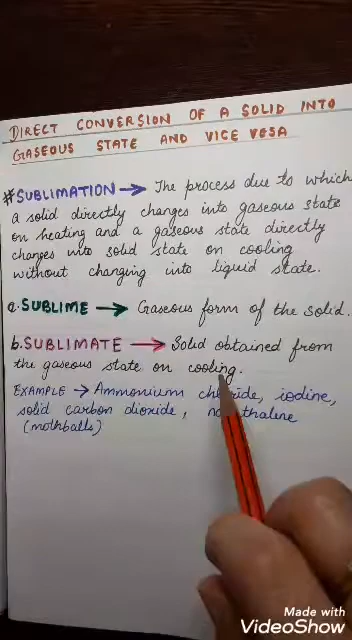 DIRECT CONVERSION OF A SOLID INTO
GASEOUS STATE AND VICE VESA
#SUBLIMATION → The process due to which
a solid directly changes into gaseous state
on heating and a gaseous state directly
changes into solid state on cooling
without changing into liquid state.
a. SUBLIME → Gaseous form of the solid.
b. SUBLIMATE → Solid obtained from
the gaseous state on cooling.
EXAMPLE → Ammonium chloride, iodine,
solid carbon dioxide,
(mothballs)
Made with
VideoShow